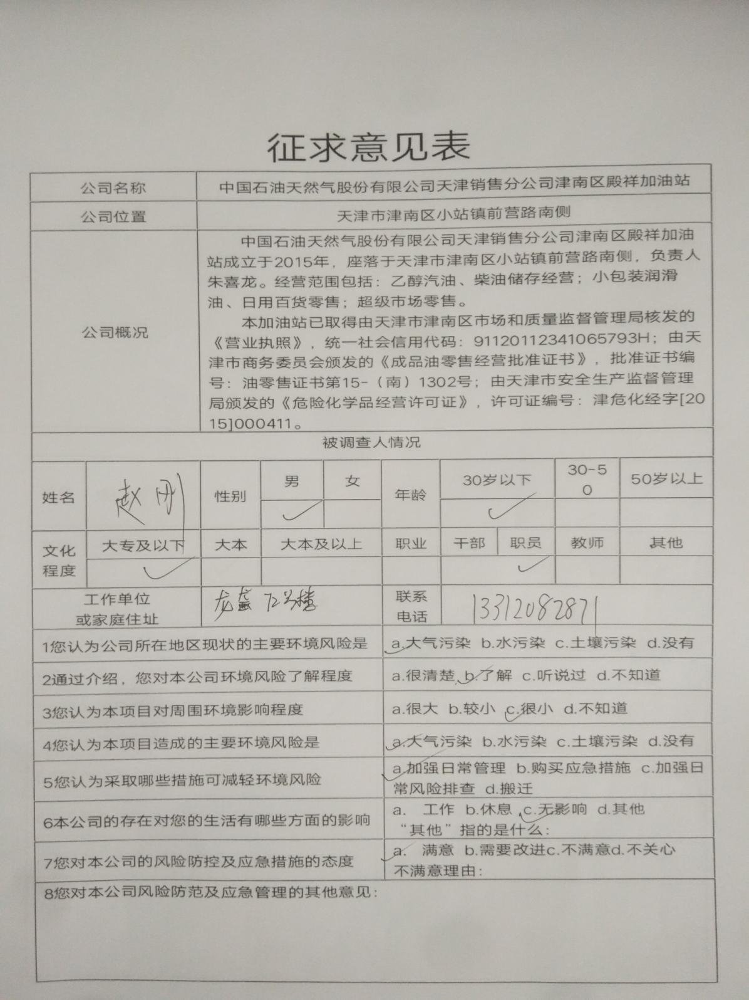 征求意见表
公司名称 中国石油天然气股份有限公司天津销售分公司津南区殿祥加油站
公司位置 天津市津南区小站镇前营路南侧
公司概况
中国石油天然气股份有限公司天津销售分公司津南区殿祥加油
站成立于2015年，座落于天津市津南区小站镇前营路南侧，负责人
朱喜龙。经营范围包括：乙醇汽油、柴油储存经营；小包装润滑
油、日用百货零售；超级市场零售。
本加油站已取得由天津市津南区市场和质量监督管理局核发的
《营业执照》，统一社会信用代码：91120112341065793H；由天
津市商务委员会颁发的《成品油零售经营批准证书》，批准证书编
号：油零售证书第15-（南）1302号；由天津市安全生产监督管理
局颁发的《危险化学品经营许可证》，许可证编号：津危化经字[20
15]000411。
被调查人情况
姓名 赵刚 性别 男 女 年龄 30岁以下 30-5
0 50岁以上
✓ ✓
文化
程度 大专及以下 大本 大本及以上 职业 干部 职员 教师 其他
✓ ✓
工作单位
或家庭住址 号楼 联系
电话 13312082871
1您认为公司所在地区现状的主要环境风险是 a.大气污染 b.水污染 c.土壤污染 d.没有
2通过介绍，您对本公司环境风险了解程度 a.很清楚 b.了解 c.听说过 d.不知道
3您认为本项目对周围环境影响程度 a.很大 b.较小 c.很小 d.不知道
4您认为本项目造成的主要环境风险是 a.大气污染 b.水污染 c.土壤污染 d.没有
5您认为采取哪些措施可减轻环境风险 a.加强日常管理 b.购买应急措施 c.加强日
常风险排查 d.搬迁
6本公司的存在对您的生活有哪些方面的影响 a. 工作 b.休息 c.无影响 d.其他
“其他”指的是什么：
7您对本公司的风险防控及应急措施的态度 a. 满意 b.需要改进c.不满意d.不关心
不满意理由：
8您对本公司风险防范及应急管理的其他意见：